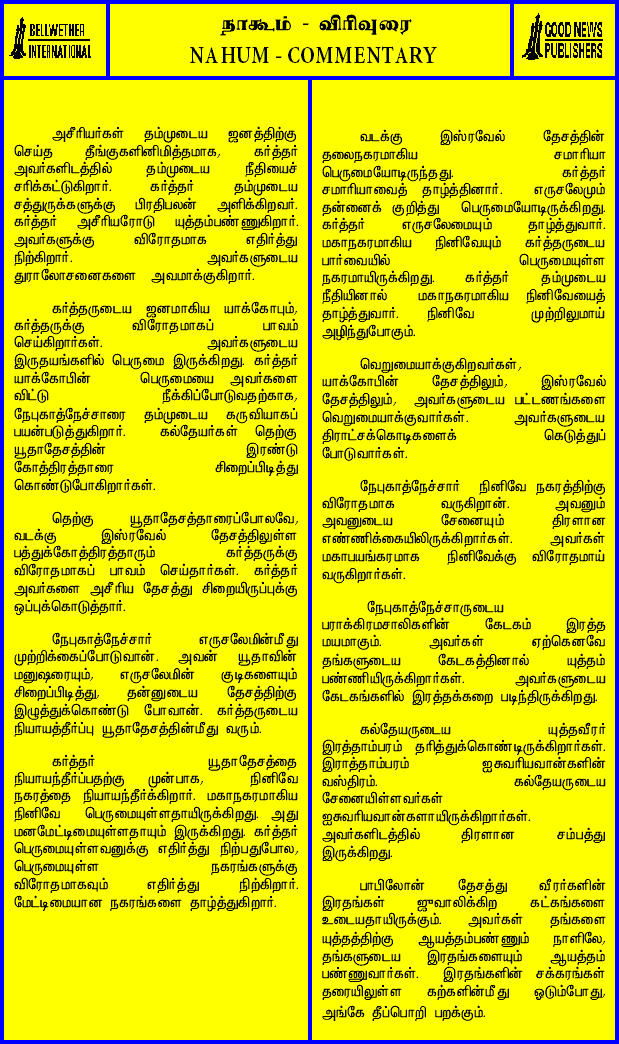 BELLWETHER
INTERNATIONAL
நாகூம் - விரிவுரை
NAHUM - COMMENTARY
GOOD NEWS
PUBLISHERS
அசீரியர்கள் தம்முடைய ஜனத்திற்கு
செய்த தீங்குகளினிமித்தமாக, கர்த்தர்
அவர்களிடத்தில் தம்முடைய நீதியைச்
சரிக்கட்டுகிறார். கர்த்தர் தம்முடைய
சத்துருக்களுக்கு பிரதிபலன் அளிக்கிறவர்.
கர்த்தர் அசீரியரோடு யுத்தம்பண்ணுகிறார்.
அவர்களுக்கு விரோதமாக எதிர்த்து
நிற்கிறார். அவர்களுடைய
துராலோசனைகளை அவமாக்குகிறார்.
கர்த்தருடைய ஜனமாகிய யாக்கோபும்,
கர்த்தருக்கு விரோதமாகப் பாவம்
செய்கிறார்கள். அவர்களுடைய
இருதயங்களில் பெருமை இருக்கிறது. கர்த்தர்
யாக்கோபின் பெருமையை அவர்களை
விட்டு நீக்கிப்போடுவதற்காக,
நேபுகாத்நேச்சாரை தம்முடைய கருவியாகப்
பயன்படுத்துகிறார். கல்தேயர்கள் தெற்கு
யூதாதேசத்தின் இரண்டு
கோத்திரத்தாரை சிறைப்பிடித்து
கொண்டுபோகிறார்கள்.
தெற்கு யூதாதேசத்தாரைப்போலவே,
வடக்கு இஸ்ரவேல் தேசத்திலுள்ள
பத்துக்கோத்திரத்தாரும் கர்த்தருக்கு
விரோதமாகப் பாவம் செய்தார்கள். கர்த்தர்
அவர்களை அசீரிய தேசத்து சிறையிருப்புக்கு
ஒப்புக்கொடுத்தார்.
நேபுகாத்நேச்சார் எருசலேமின்மீது
முற்றிக்கைப்போடுவான். அவன் யூதாவின்
மனுஷரையும், எருசலேமின் குடிகளையும்
சிறைப்பிடித்து, தன்னுடைய தேசத்திற்கு
இழுத்துக்கொண்டு போவான். கர்த்தருடைய
நியாயத்தீர்ப்பு யூதாதேசத்தின்மீது வரும்.
கர்த்தர் யூதாதேசத்தை
நியாயந்தீர்ப்பதற்கு முன்பாக, நினிவே
நகரத்தை நியாயந்தீர்க்கிறார். மகாநகரமாகிய
நினிவே பெருமையுள்ளதாயிருக்கிறது. அது
மனமேட்டிமையுள்ளதாயும் இருக்கிறது. கர்த்தர்
பெருமையுள்ளவனுக்கு எதிர்த்து நிற்பதுபோல,
பெருமையுள்ள நகரங்களுக்கு
விரோதமாகவும் எதிர்த்து நிற்கிறார்.
மேட்டிமையான நகரங்களை தாழ்த்துகிறார்.
வடக்கு இஸ்ரவேல் தேசத்தின்
தலைநகரமாகிய சமாரியா
பெருமையோடிருந்தது. கர்த்தர்
சமாரியாவைத் தாழ்த்தினார். எருசலேமும்
தன்னைக் குறித்து பெருமையோடிருக்கிறது.
கர்த்தர் எருசலேமையும் தாழ்த்துவார்.
மகாநகரமாகிய நினிவேயும் கர்த்தருடைய
பார்வையில் பெருமையுள்ள
நகரமாயிருக்கிறது. கர்த்தர் தம்முடைய
நீதியினால் மகாநகரமாகிய நினிவேயைத்
தாழ்த்துவார். நினிவே முற்றிலுமாய்
அழிந்துபோகும்.
வெறுமையாக்குகிறவர்கள்,
யாக்கோபின் தேசத்திலும், இஸ்ரவேல்
தேசத்திலும், அவர்களுடைய பட்டணங்களை
வெறுமையாக்குவார்கள். அவர்களுடைய
திராட்சக்கொடிகளைக் கெடுத்துப்
போடுவார்கள்.
நேபுகாத்நேச்சார் நினிவே நகரத்திற்கு
விரோதமாக வருகிறான். அவனும்
அவனுடைய சேனையும் திரளான
எண்ணிக்கையிலிருக்கிறார்கள். அவர்கள்
மகாபயங்கரமாக நினிவேக்கு விரோதமாய்
வருகிறார்கள்.
நேபுகாத்நேச்சாருடைய
பராக்கிரமசாலிகளின் கேடகம் இரத்த
மயமாகும். அவர்கள் ஏற்கெனவே
தங்களுடைய கேடகத்தினால் யுத்தம்
பண்ணியிருக்கிறார்கள். அவர்களுடைய
கேடகங்களில் இரத்தக்கறை படிந்திருக்கிறது.
கல்தேயருடைய யுத்தவீரர்
இரத்தாம்பரம் தரித்துக்கொண்டிருக்கிறார்கள்.
இராத்தாம்பரம் ஐசுவரியவான்களின்
வஸ்திரம். கல்தேயருடைய
சேனையிள்ளவர்கள்
ஐசுவரியவான்களாயிருக்கிறார்கள்.
அவர்களிடத்தில் திரளான சம்பத்து
இருக்கிறது.
பாபிலோன் தேசத்து வீரர்களின்
இரதங்கள் ஜுவாலிக்கிற கட்கங்களை
உடையதாயிருக்கும். அவர்கள் தங்களை
யுத்தத்திற்கு ஆயத்தம்பண்ணும் நாளிலே,
தங்களுடைய இரதங்களையும் ஆயத்தம்
பண்ணுவார்கள். இரதங்களின் சக்கரங்கள்
தரையிலுள்ள கற்களின்மீது ஓடும்போது,
அங்கே தீப்பொறி பறக்கும்.